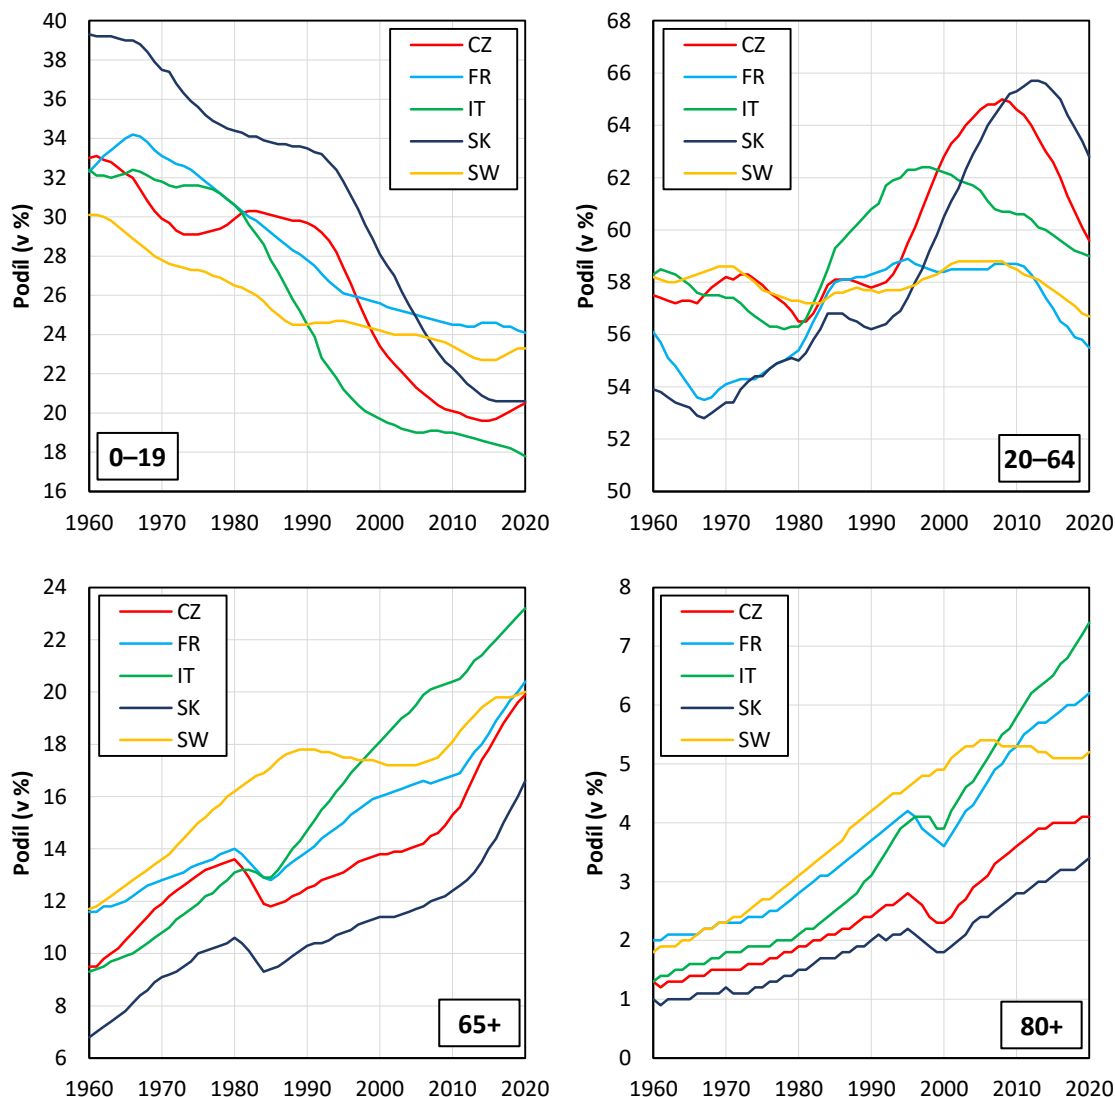 40
38
36
34
32
30
28
26
24
22
20
18
16
Podíl (v %)
CZ
FR
IT
SK
SW
0–19
1960 1970 1980 1990 2000 2010 2020
68
66
64
62
60
58
56
54
52
50
Podíl (v %)
CZ
FR
IT
SK
SW
20–64
1960 1970 1980 1990 2000 2010 2020
24
22
20
18
16
14
12
10
8
6
Podíl (v %)
CZ
FR
IT
SK
SW
65+
1960 1970 1980 1990 2000 2010 2020
8
7
6
5
4
3
2
1
0
Podíl (v %)
CZ
FR
IT
SK
SW
80+
1960 1970 1980 1990 2000 2010 2020